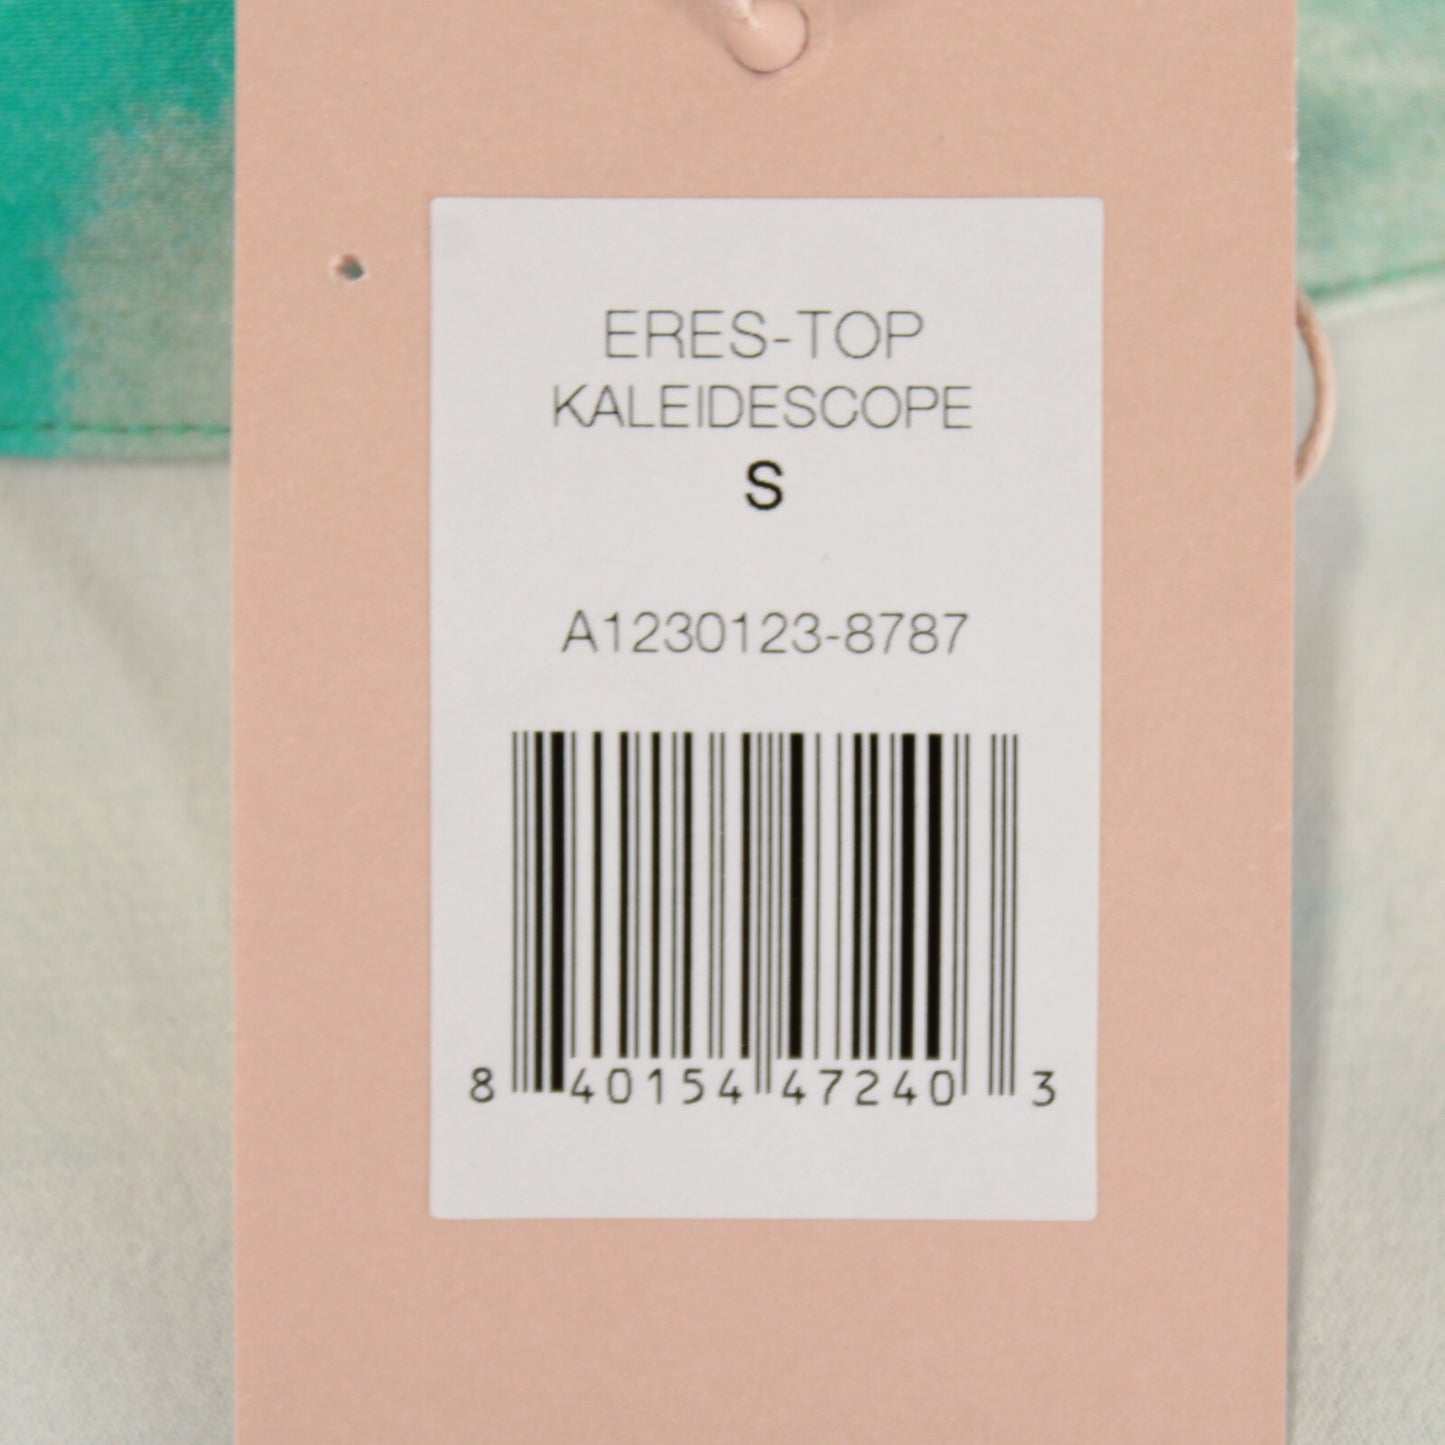 ERES-TOP
KALEIDESCOPE
S
A1230123-8787
8 40154 47240 3